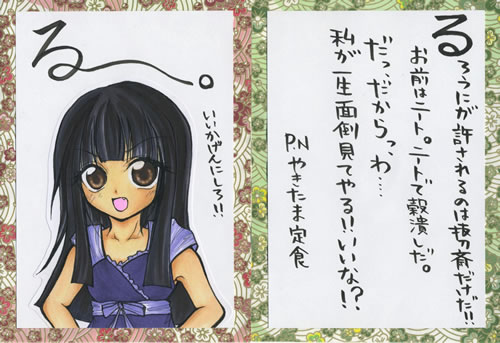 る〜。
いいかげんにしろ!!
るろうにが許されるのは抜刀斎だけだ!!
お前はニート。ニートで穀潰しだ。
だっ、だからっ、わ…
私が一生面倒見てやる!!いいな!?
PNやきたま定食